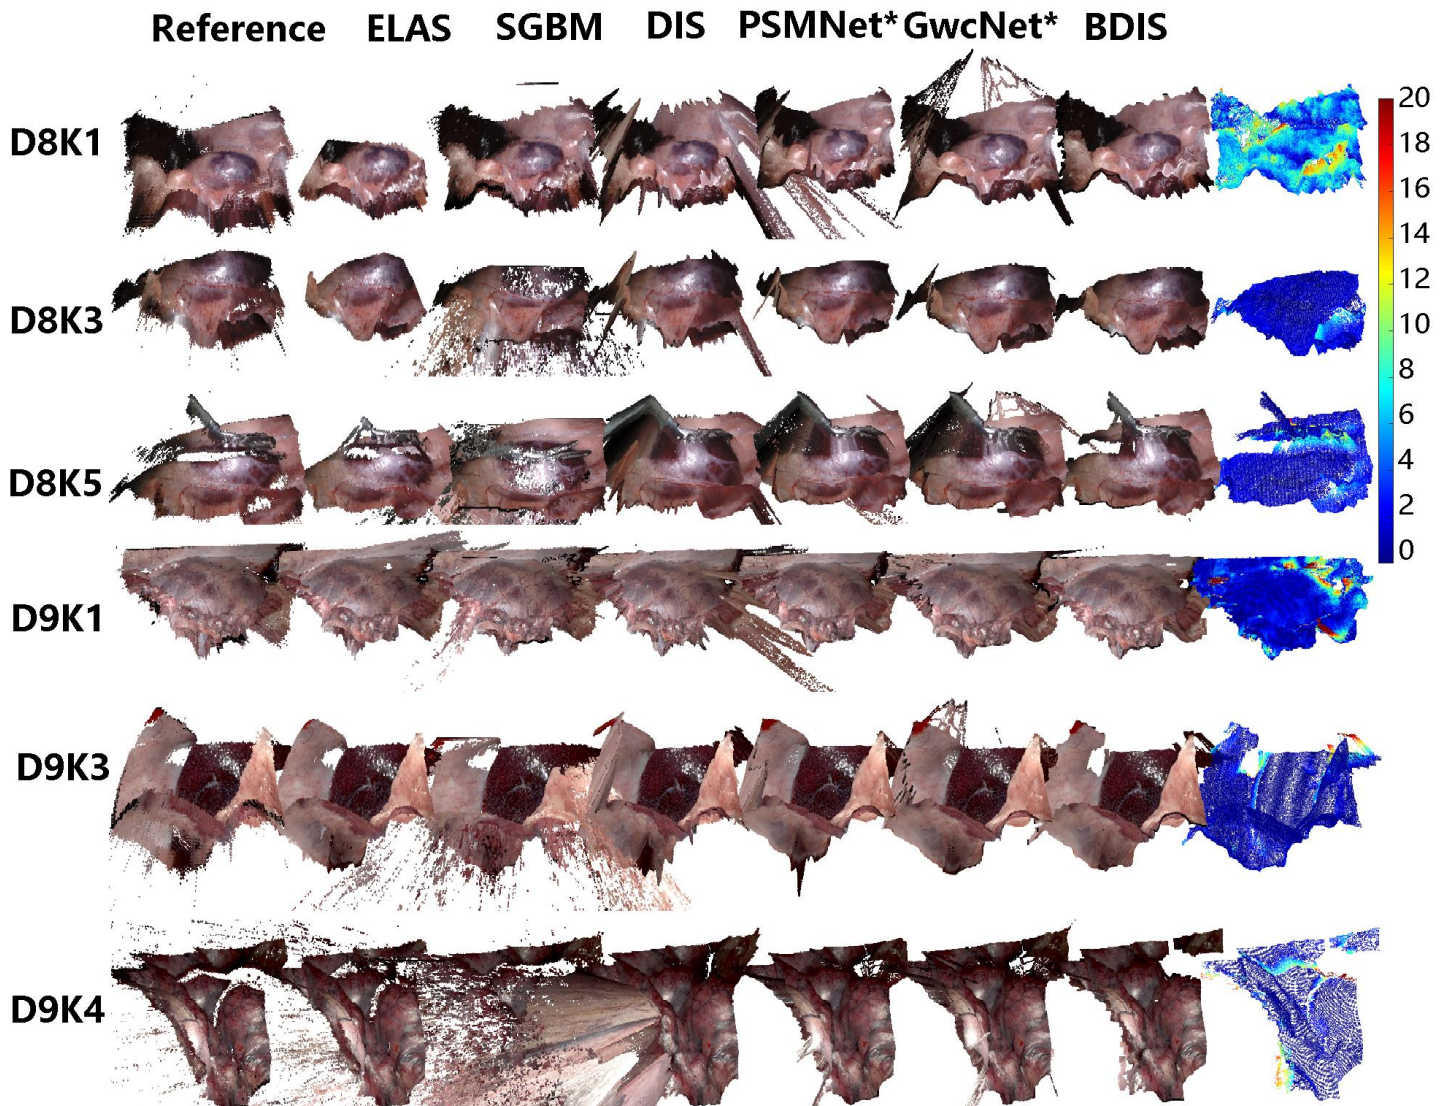 Reference ELAS SGBM DIS PSMNet* GwcNet* BDIS
D8K1
D8K3
D8K5
D9K1
D9K3
D9K4
20
18
16
14
12
10
8
6
4
2
0